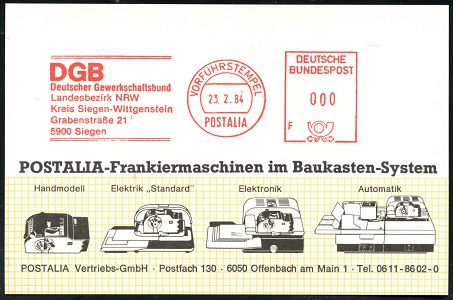 DGB
Deutscher Gewerkschaftsbund
Landesbezirk NRW
Kreis Siegen-Wittgenstein
Grabenstraße 21
5900 Siegen
VORFÜHRSTEMPEL
23. 2. 84
POSTALIA
DEUTSCHE
BUNDESPOST
000
F
POSTALIA-Frankiermaschinen im Baukasten-System
Handmodell
Elektrik „Standard"
Elektronik
Automatik
POSTALIA Vertriebs-GmbH · Postfach 130 · 6050 Offenbach am Main 1 · Tel. 0611-8602-0